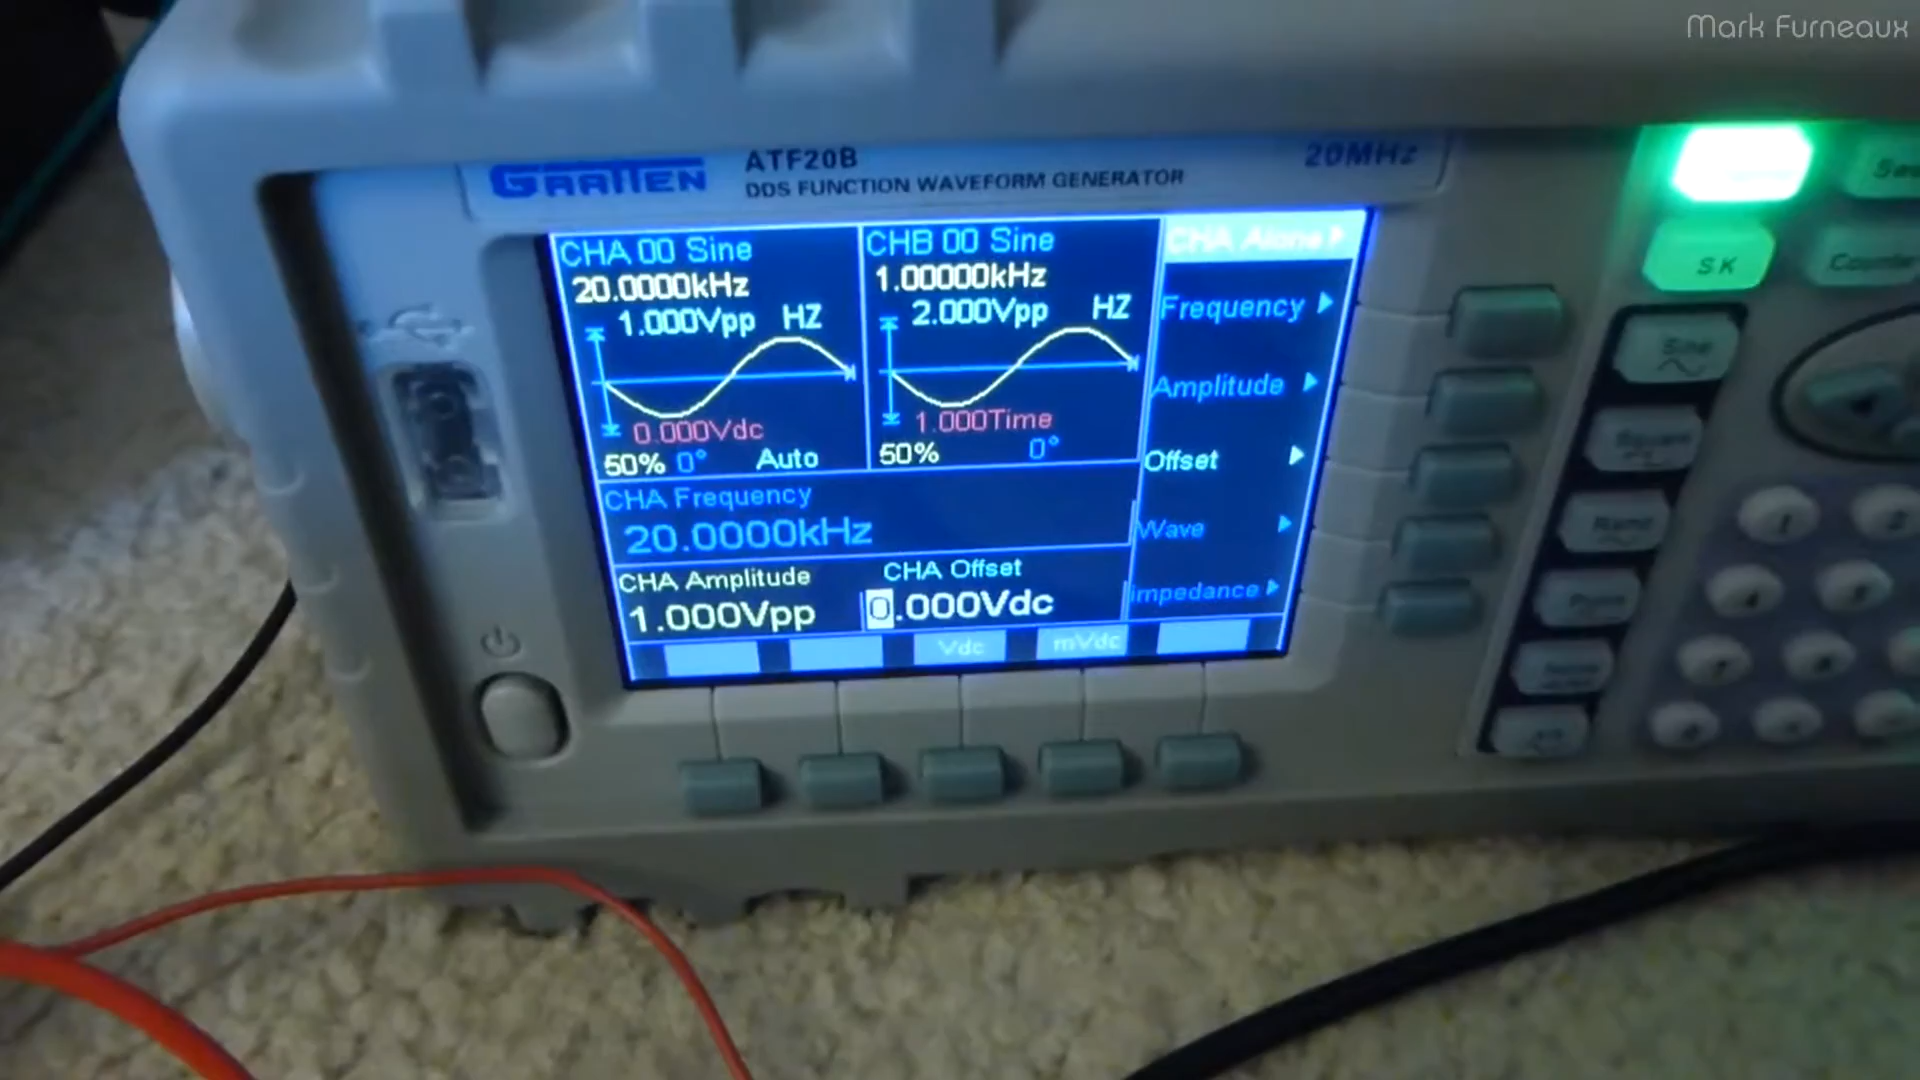 Mark Furneaux
GRATTEN
ATF20B
20MHz
DDS FUNCTION WAVEFORM GENERATOR
CHA 00 Sine
20.0000kHz
1.000Vpp HZ
0.000Vdc
50% 0° Auto
CHB 00 Sine
1.00000kHz
2.000Vpp HZ
1.000Time
50% 0°
CHA Alone
Frequency
Amplitude
Offset
Wave
Impedance
CHA Frequency
20.0000kHz
CHA Amplitude
1.000Vpp
CHA Offset
0.000Vdc
Vdc mVdc
SK
Sine
Square